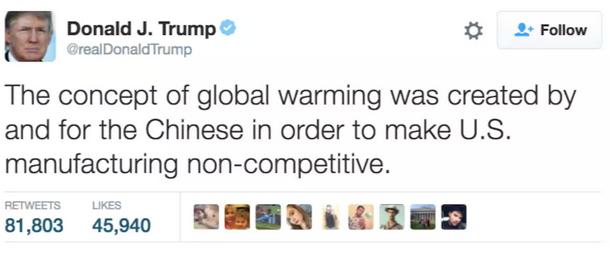 Donald J. Trump
@realDonaldTrump
Follow
The concept of global warming was created by
and for the Chinese in order to make U.S.
manufacturing non-competitive.
RETWEETS LIKES
81,803 45,940